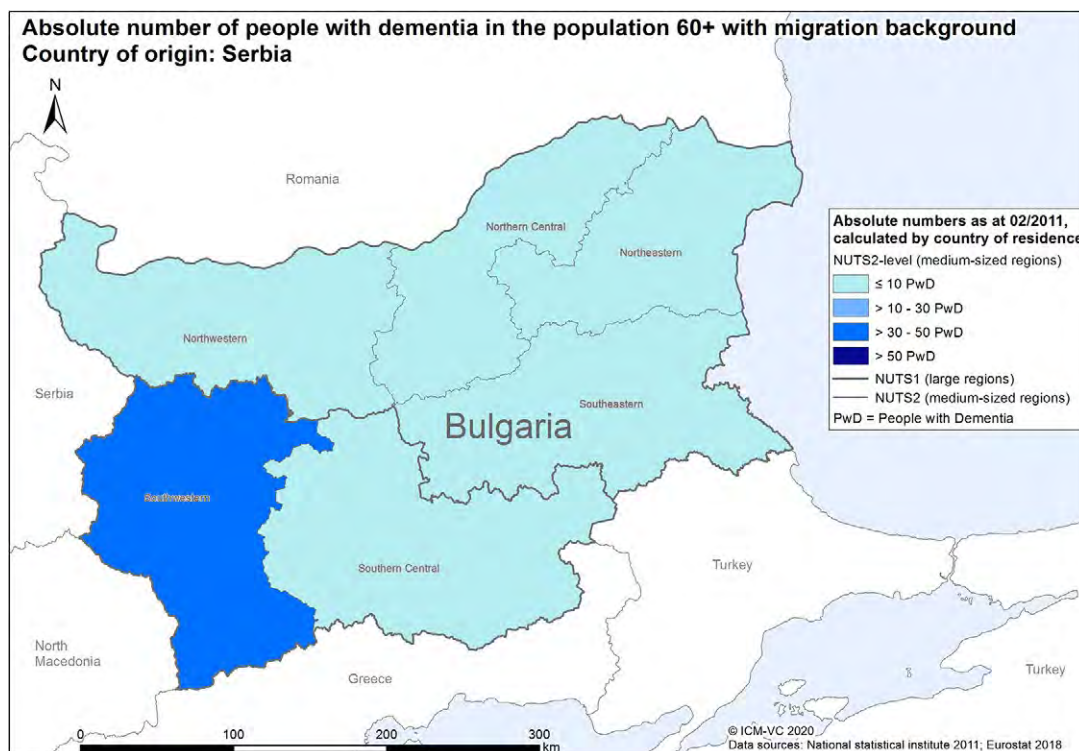 Absolute number of people with dementia in the population 60+ with migration background
Country of origin: Serbia
N
Romania
Northern Central
Northeastern
Absolute numbers as at 02/2011,
calculated by country of residence
NUTS2-level (medium-sized regions)
≤ 10 PwD
> 10 - 30 PwD
> 30 - 50 PwD
> 50 PwD
NUTS1 (large regions)
NUTS2 (medium-sized regions)
PwD = People with Dementia
Northwestern
Serbia
Southeastern
Bulgaria
Southwestern
Southern Central
Turkey
North
Macedonia
Greece
Turkey
0 100 200 300
km
© ICM-VC 2020
Data sources: National statistical institute 2011; Eurostat 2018